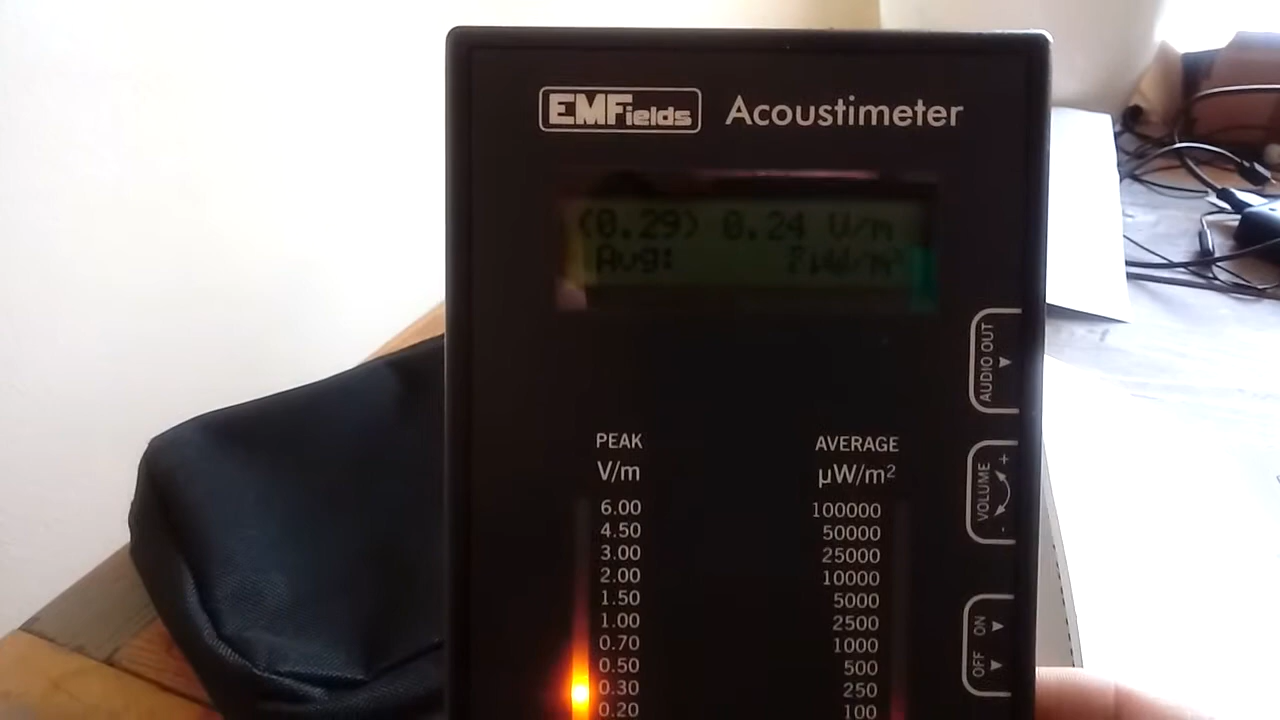 EMFields Acoustimeter
(0.29) 0.24 V/m
Avg: µW/m²
AUDIO OUT
PEAK
V/m
6.00
4.50
3.00
2.00
1.50
1.00
0.70
0.50
0.30
0.20
AVERAGE
µW/m²
100000
50000
25000
10000
5000
2500
1000
500
250
100
- VOLUME +
OFF ON